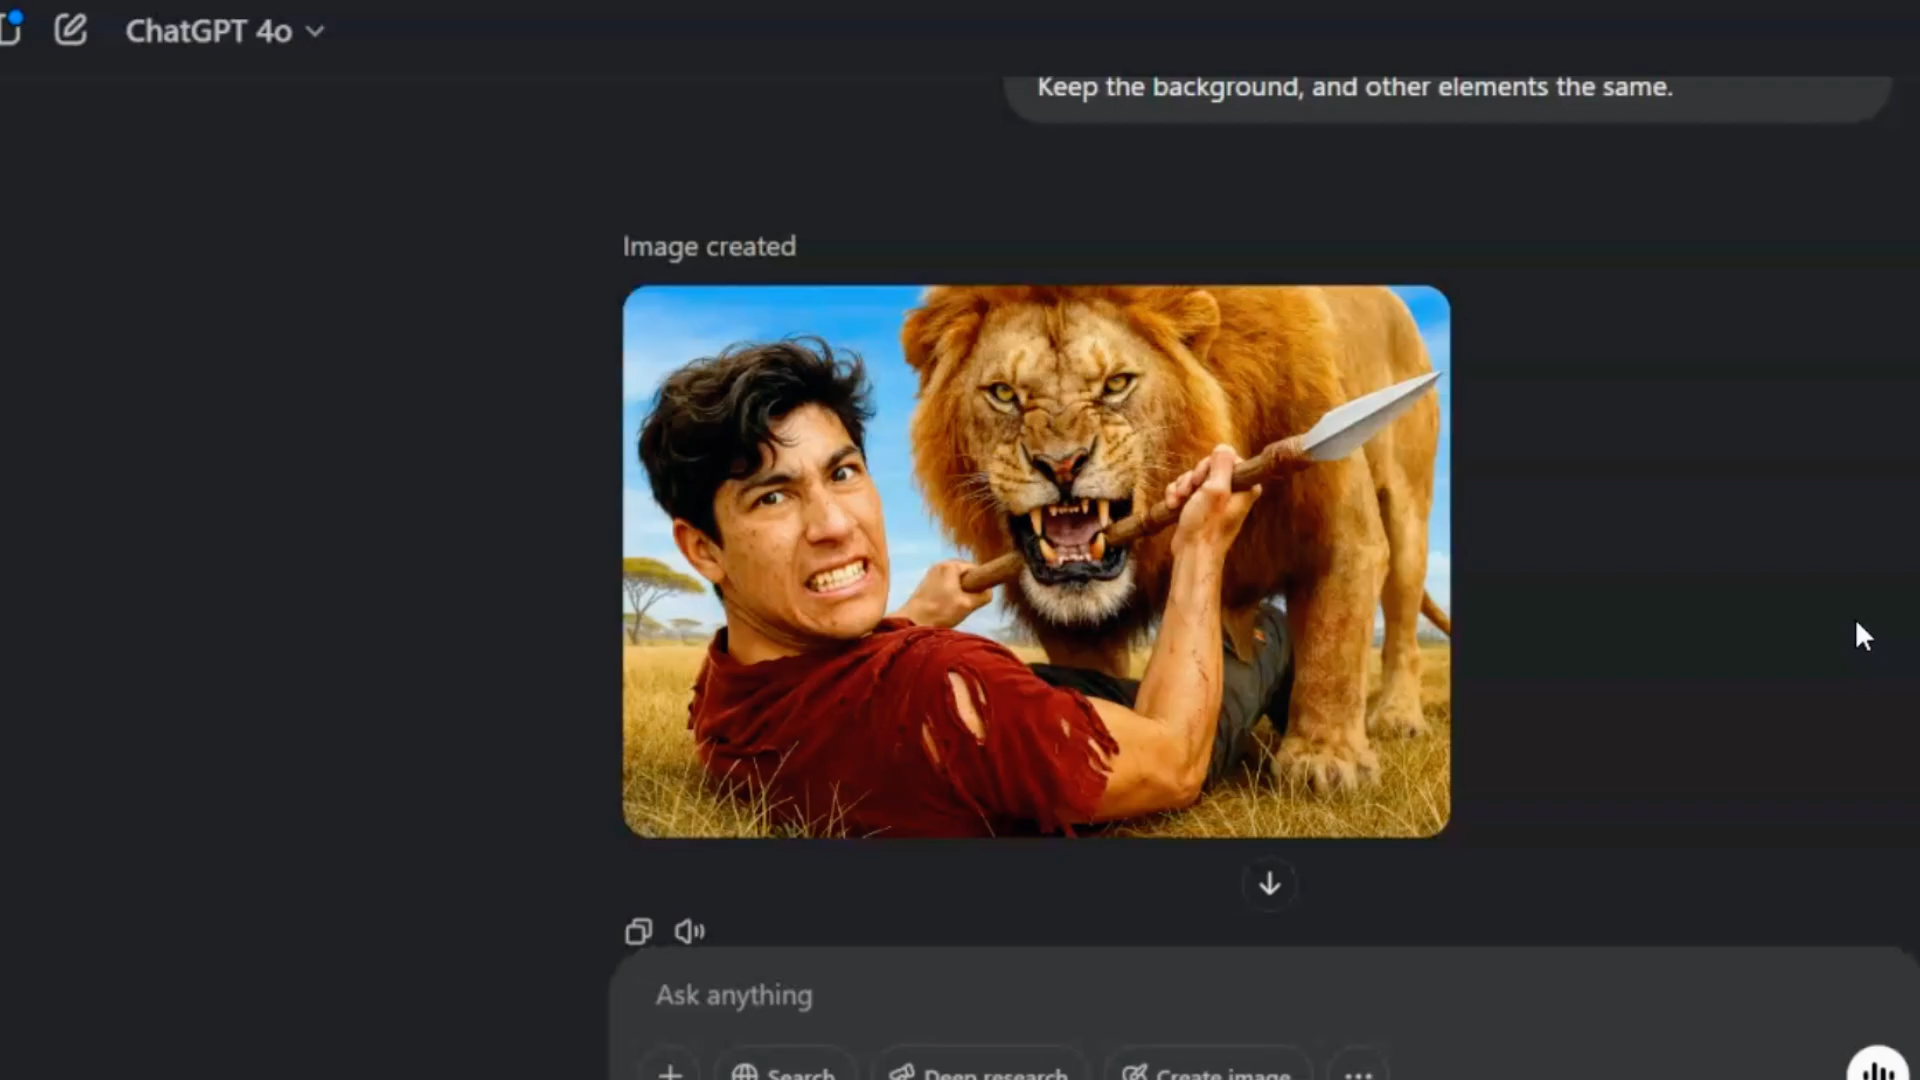 ChatGPT 4o
Keep the background, and other elements the same.
Image created
Ask anything
Search
Deep research
Create image